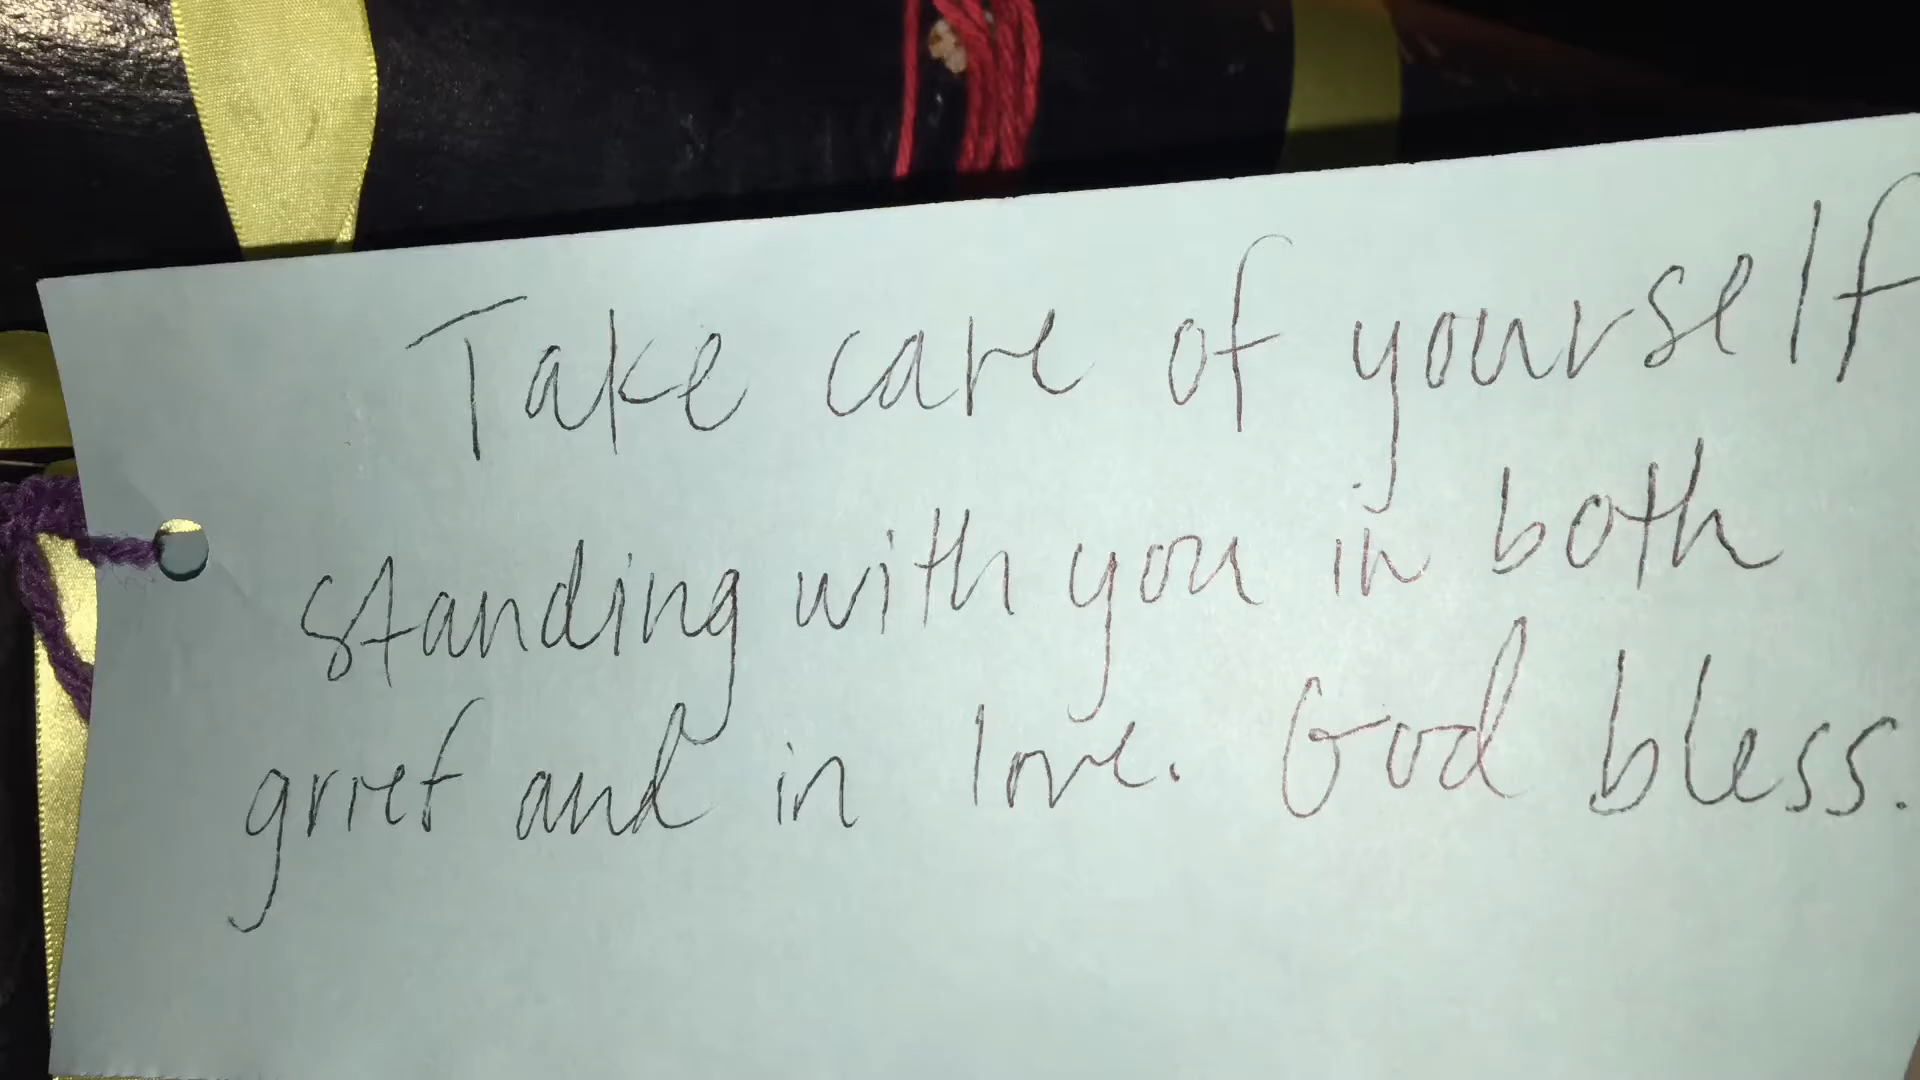 Take care of yourself
standing with you in both
grief and in love. God bless.